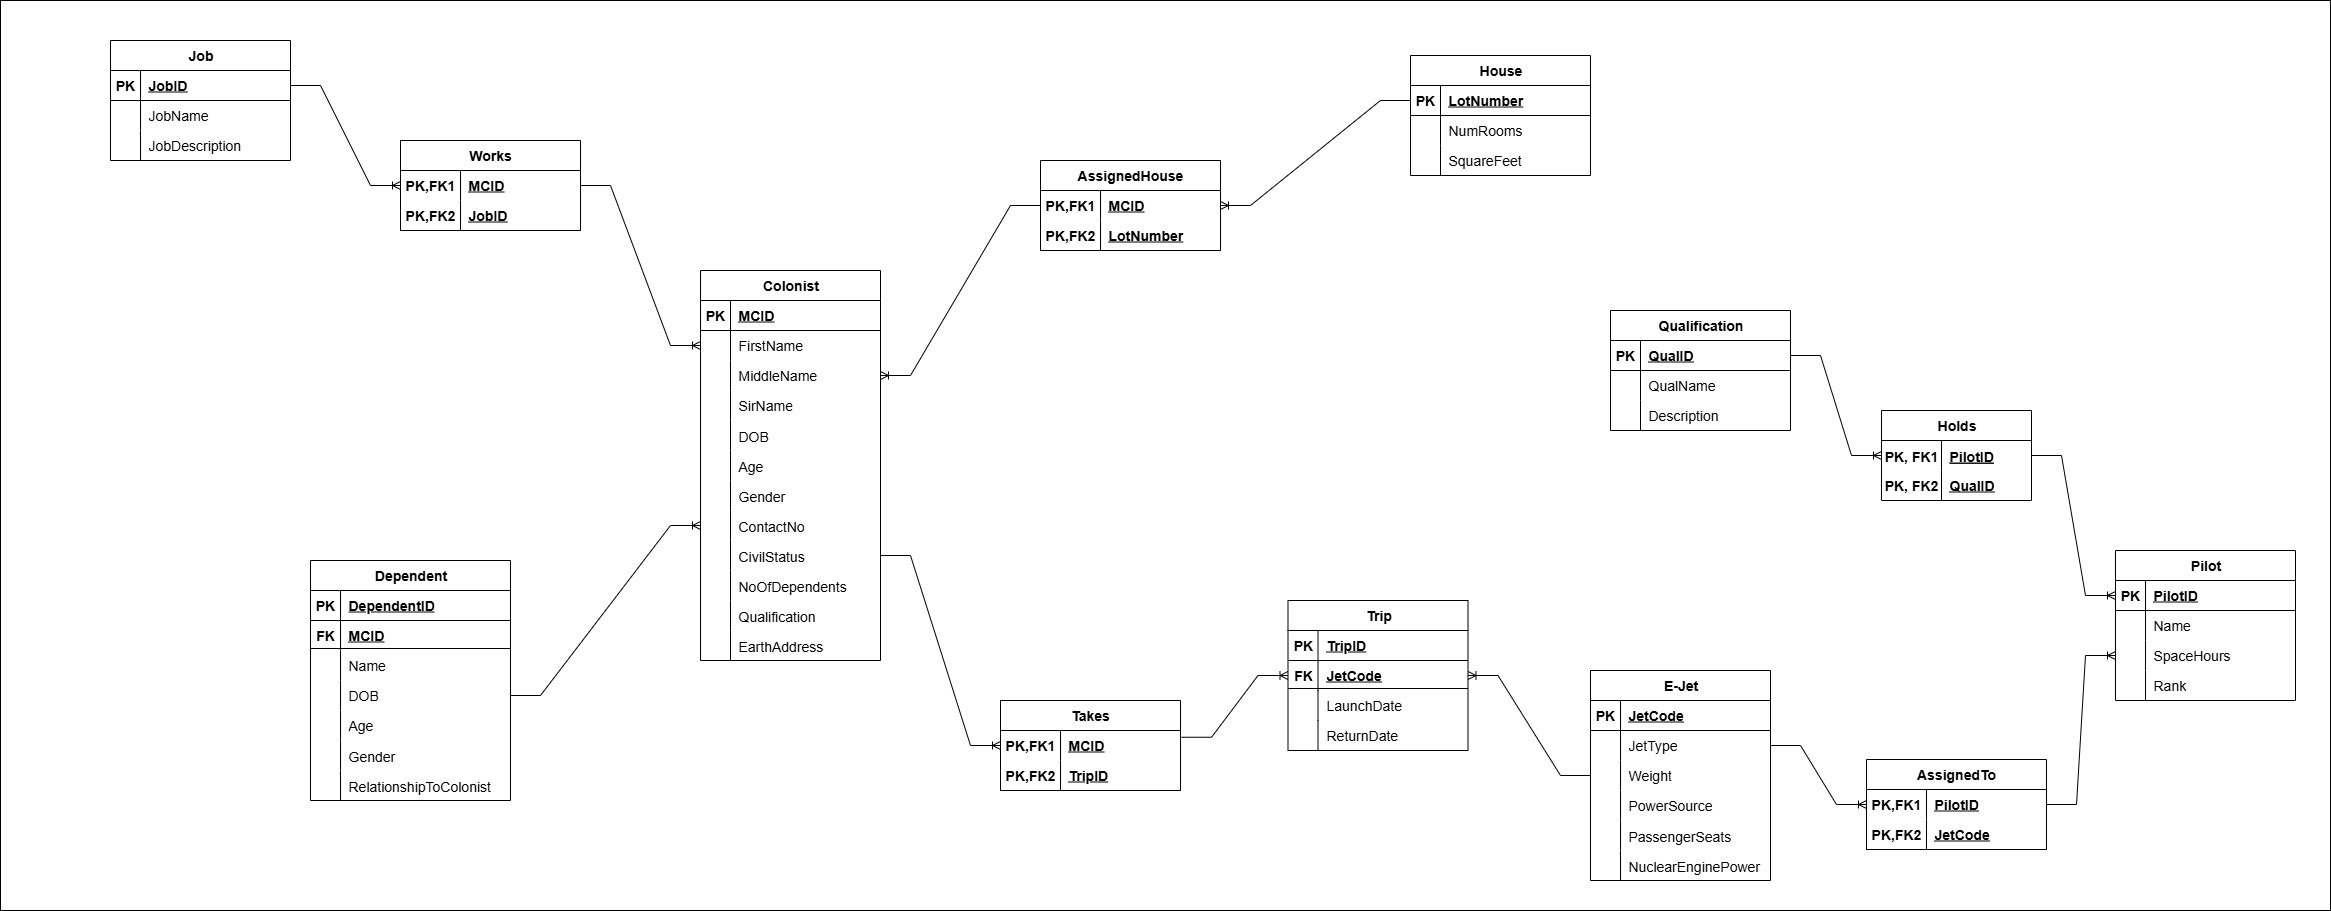 Job
PK JobID
JobName
JobDescription
Works
PK,FK1 MCID
PK,FK2 JobID
House
PK LotNumber
NumRooms
SquareFeet
AssignedHouse
PK,FK1 MCID
PK,FK2 LotNumber
Colonist
PK MCID
FirstName
MiddleName
SirName
DOB
Age
Gender
ContactNo
CivilStatus
NoOfDependents
Qualification
EarthAddress
Qualification
PK QualID
QualName
Description
Holds
PK, FK1 PilotID
PK, FK2 QualID
Pilot
PK PilotID
Name
SpaceHours
Rank
Dependent
PK DependentID
FK MCID
Name
DOB
Age
Gender
RelationshipToColonist
Takes
PK,FK1 MCID
PK,FK2 TripID
Trip
PK TripID
FK JetCode
LaunchDate
ReturnDate
E-Jet
PK JetCode
JetType
Weight
PowerSource
PassengerSeats
NuclearEnginePower
AssignedTo
PK,FK1 PilotID
PK,FK2 JetCode